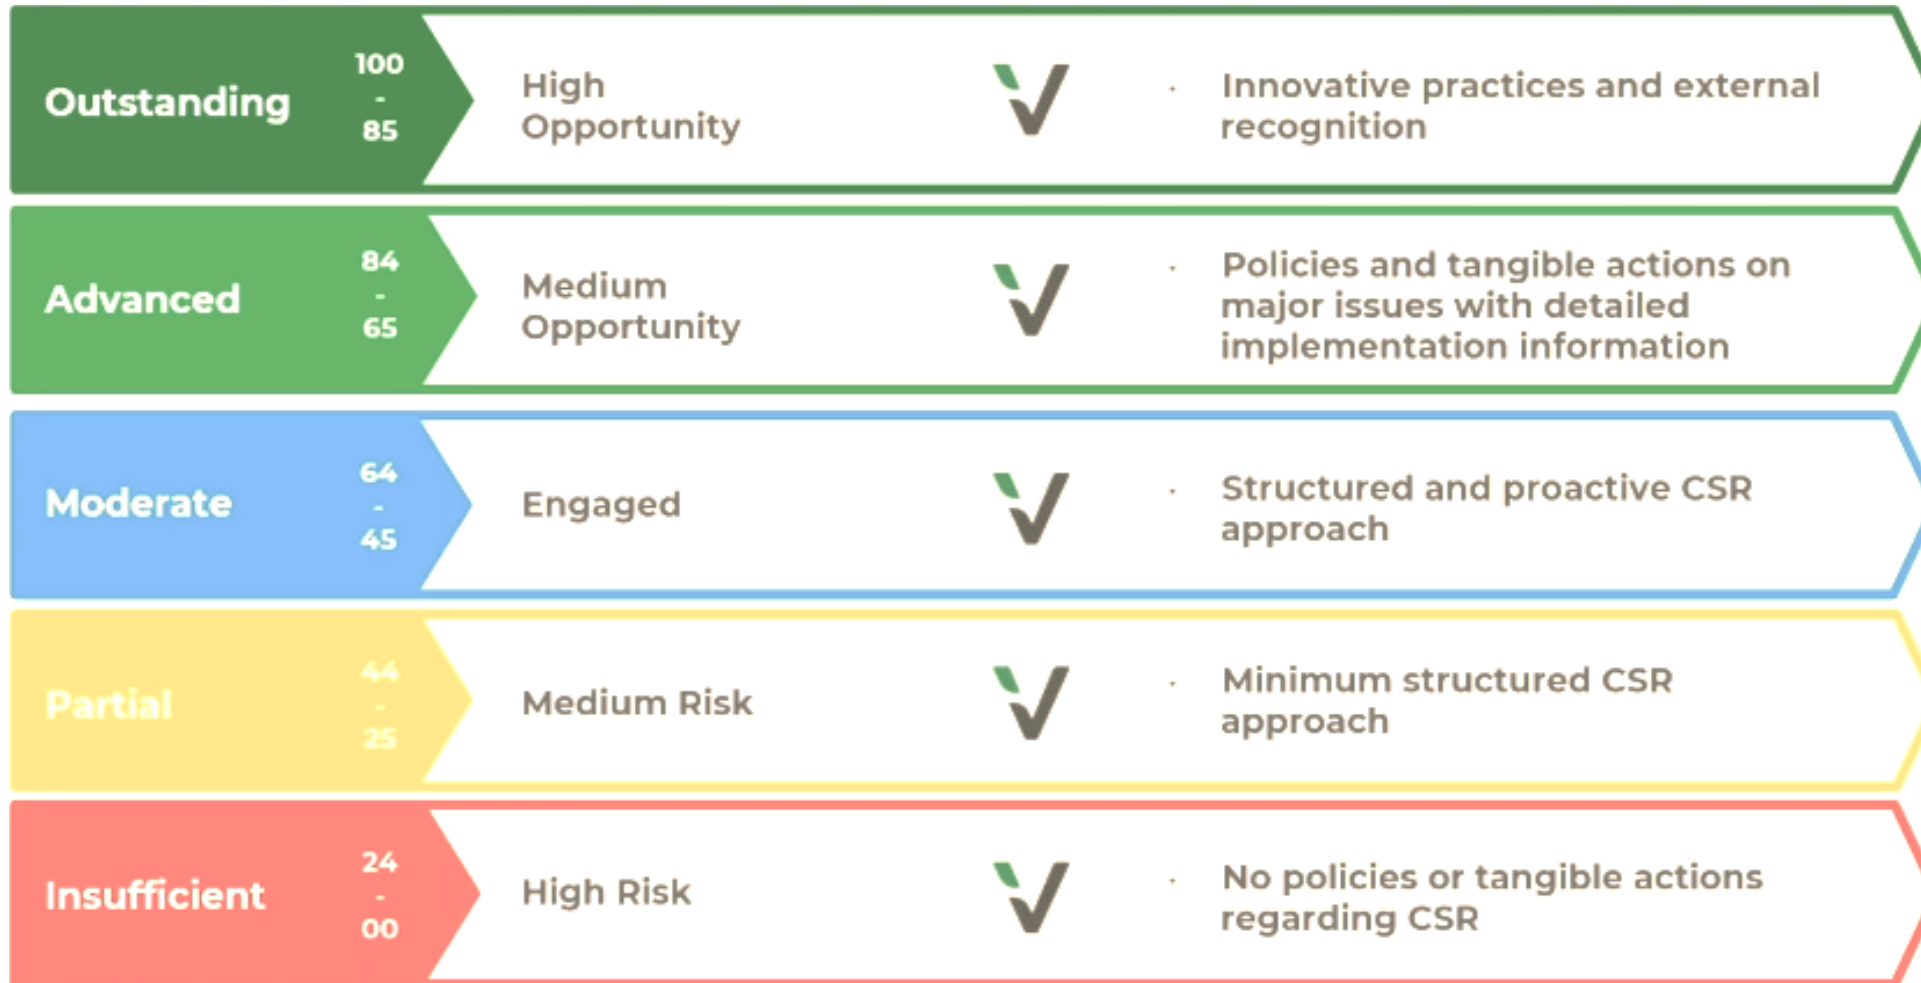 Outstanding
100
-
85
High
Opportunity
· Innovative practices and external
recognition
Advanced
84
-
65
Medium
Opportunity
· Policies and tangible actions on
major issues with detailed
implementation information
Moderate
64
-
45
Engaged
· Structured and proactive CSR
approach
Partial
44
-
25
Medium Risk
· Minimum structured CSR
approach
Insufficient
24
-
00
High Risk
· No policies or tangible actions
regarding CSR